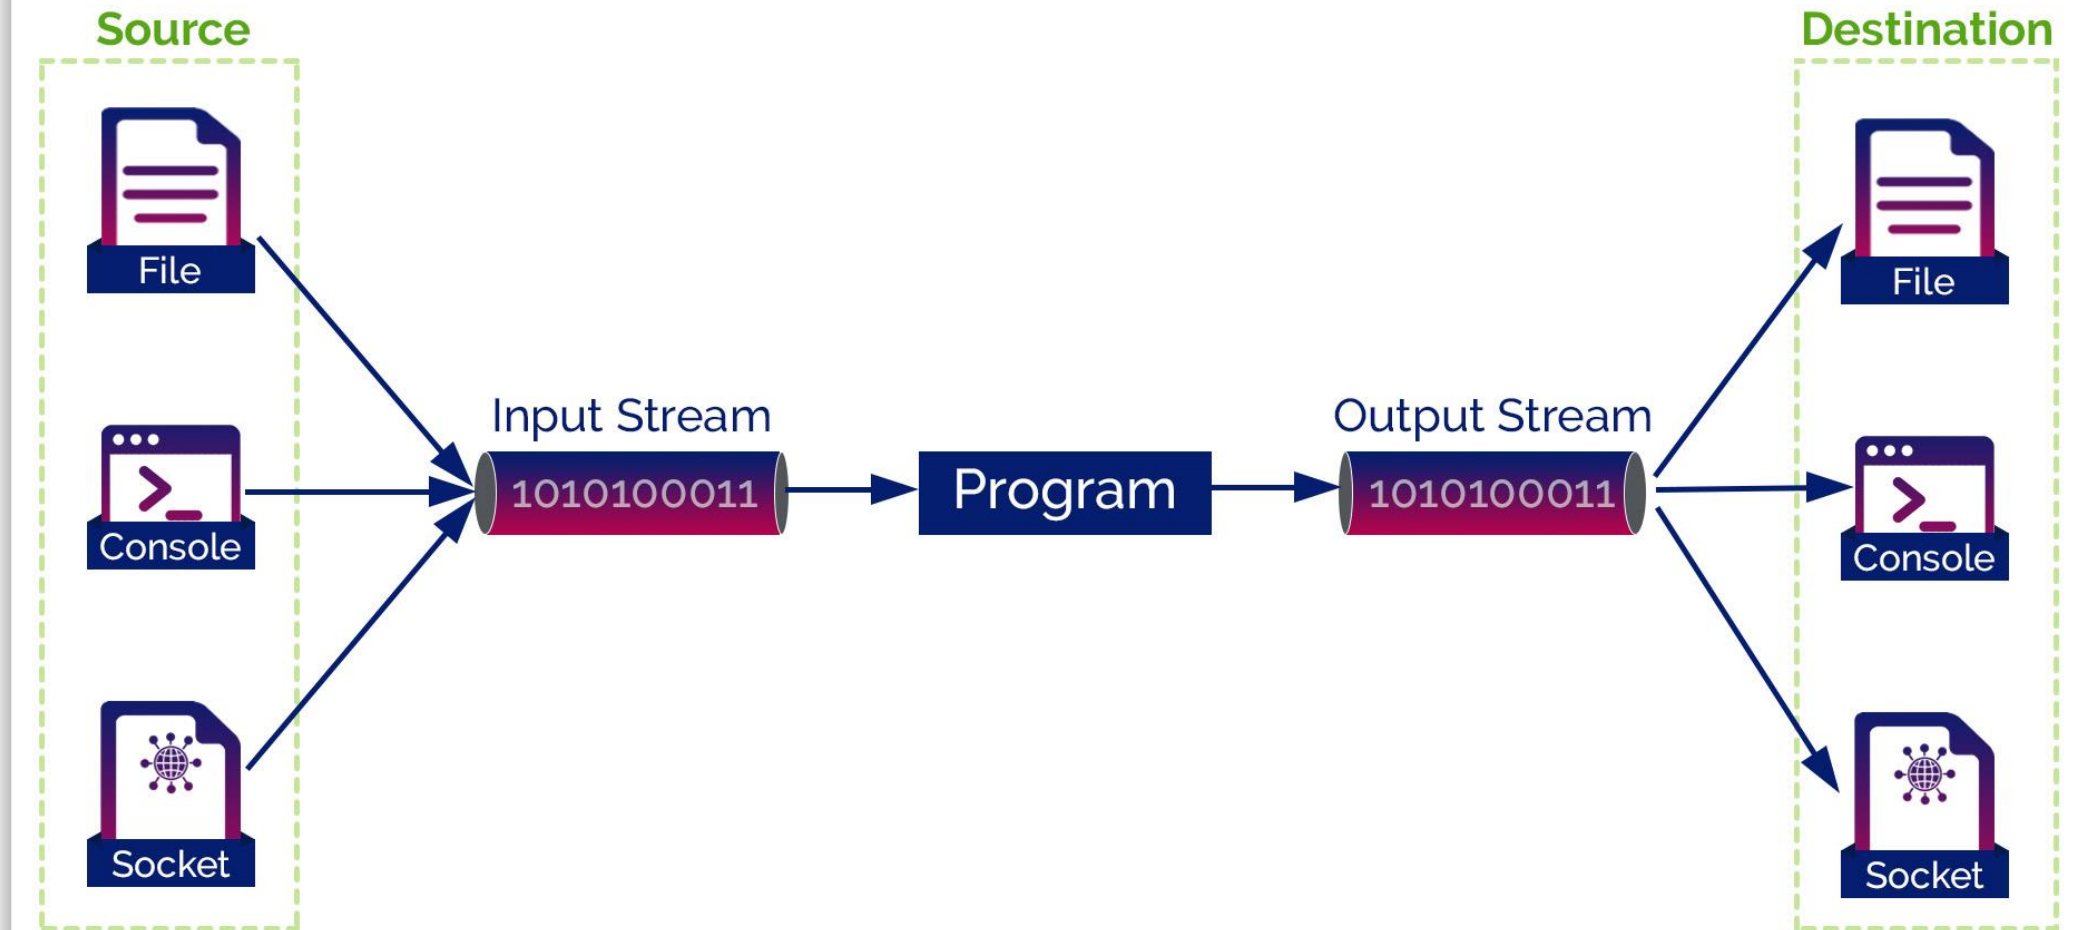 Source
Destination
File
File
Input Stream
Output Stream
1010100011
Program
1010100011
Console
Console
Socket
Socket